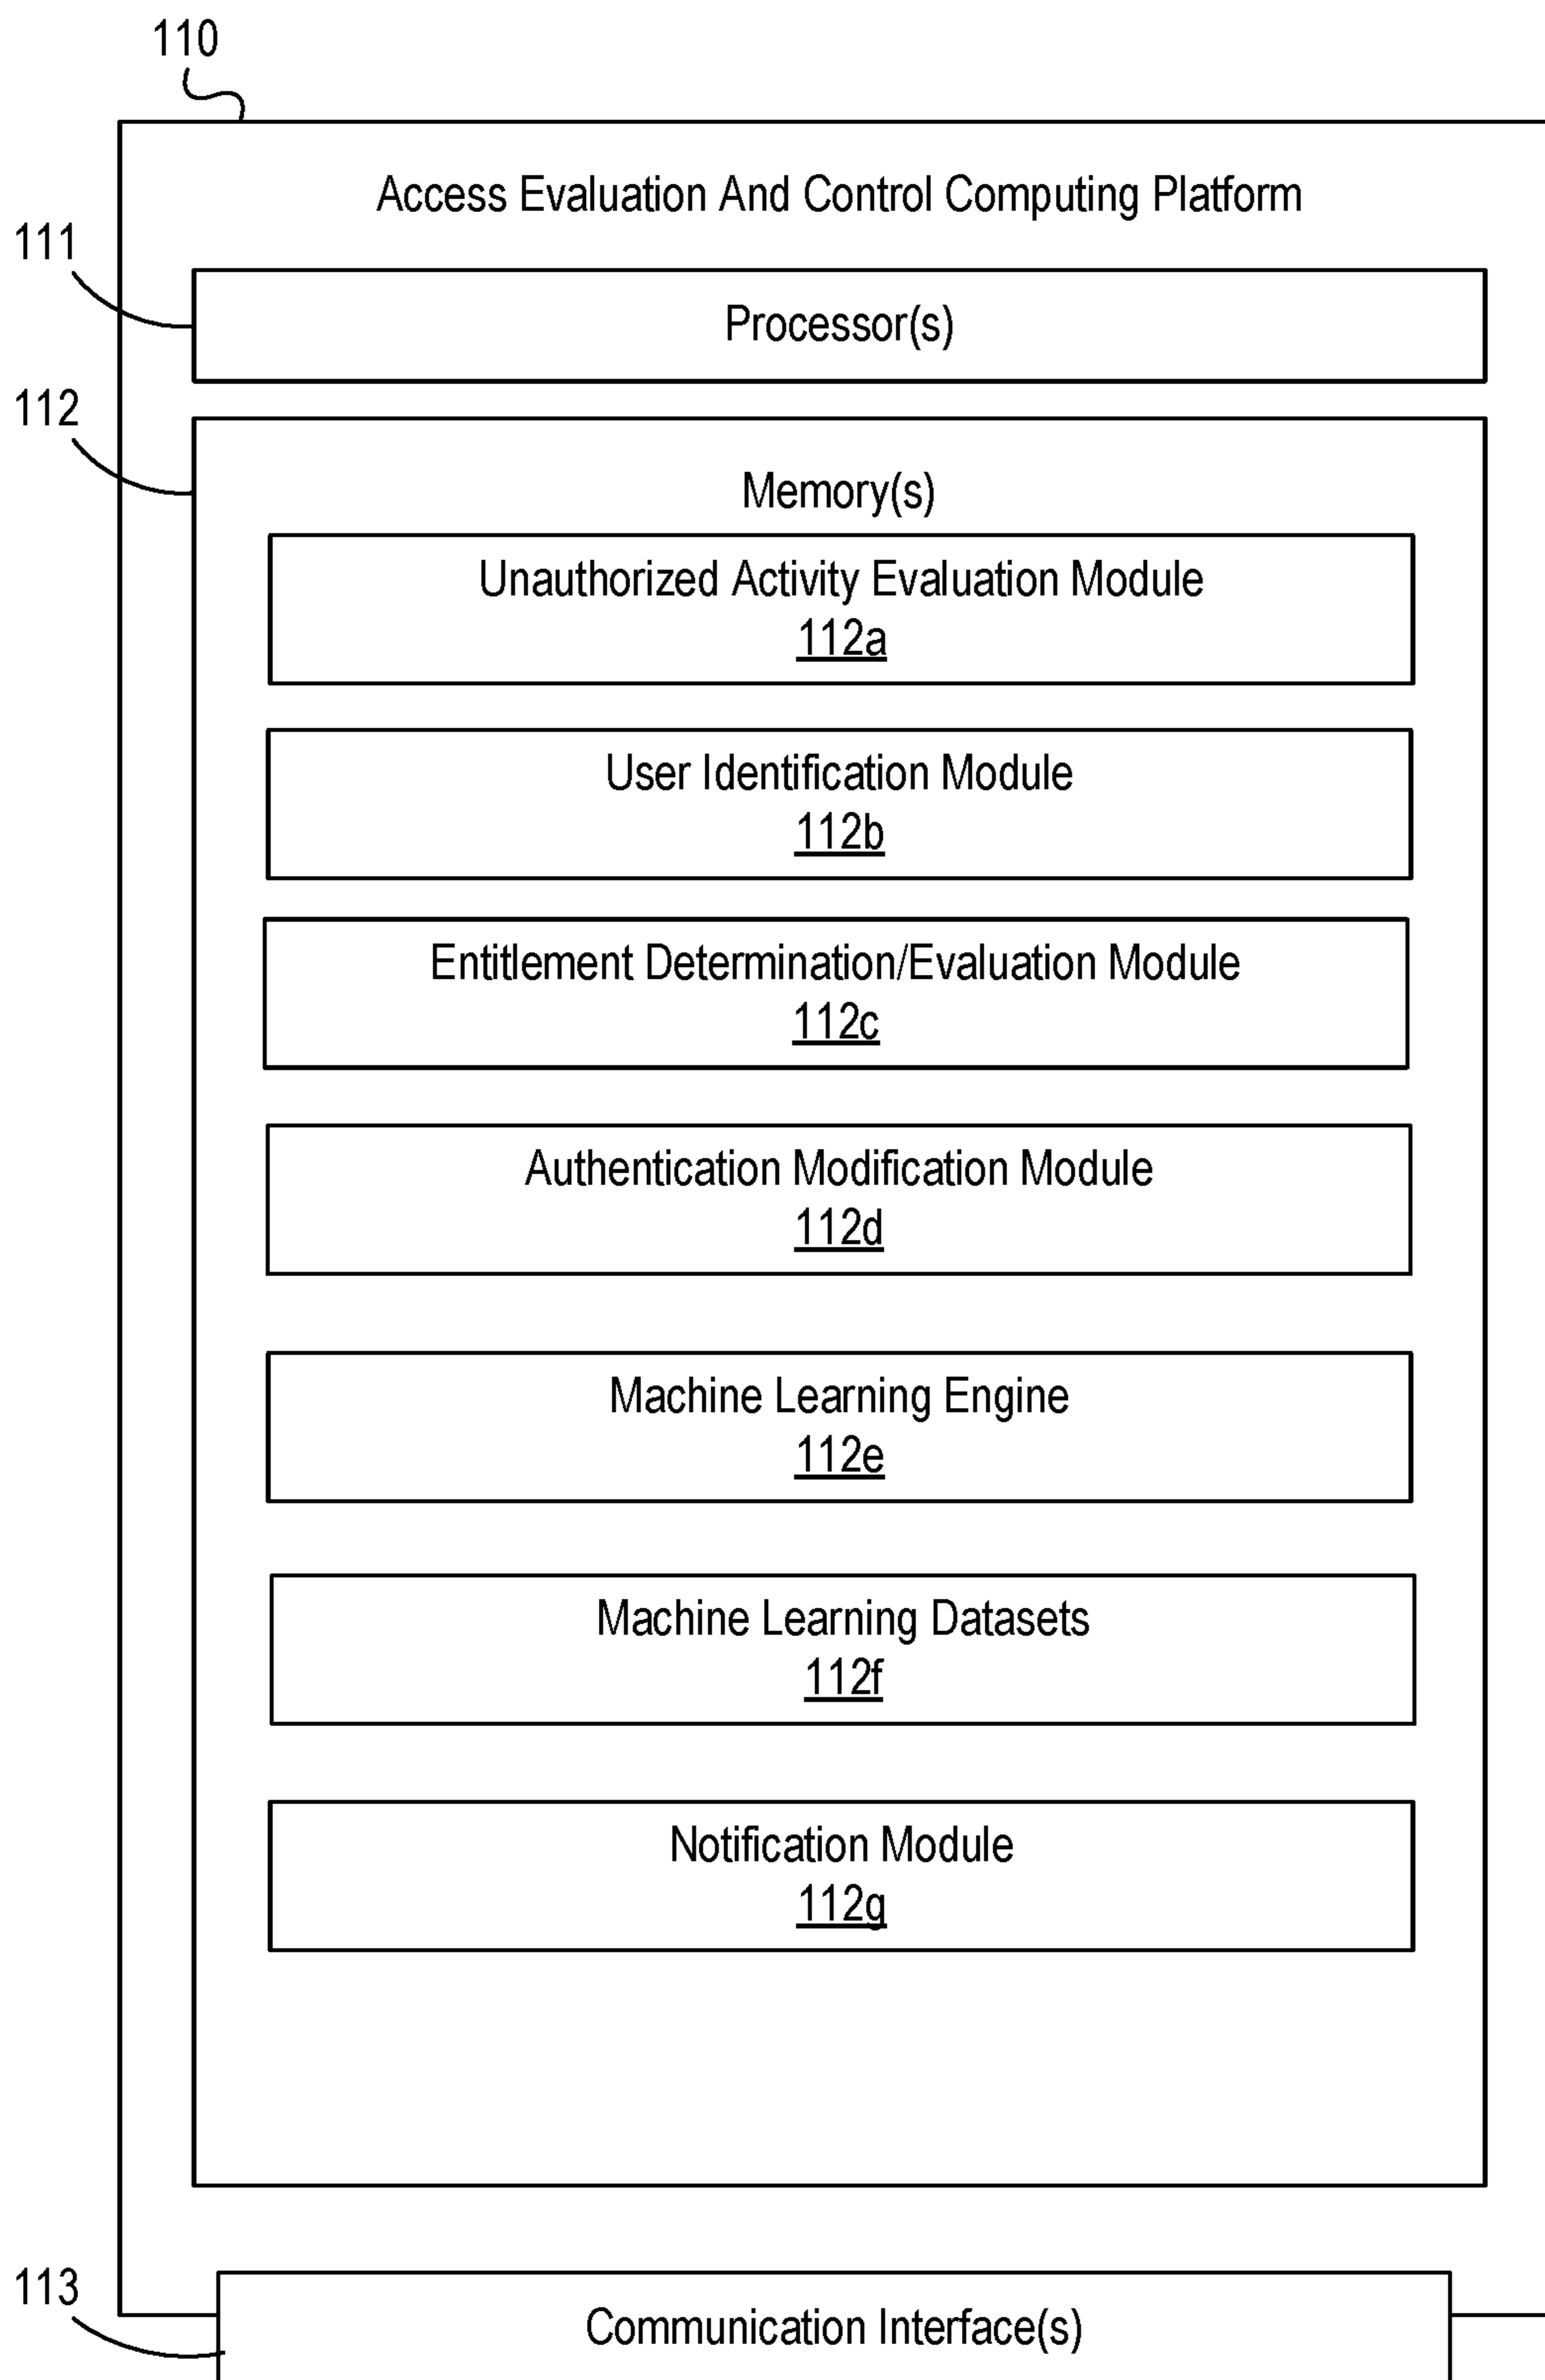 110
Access Evaluation And Control Computing Platform
111
Processor(s)
112
Memory(s)
Unauthorized Activity Evaluation Module
112a
User Identification Module
112b
Entitlement Determination/Evaluation Module
112c
Authentication Modification Module
112d
Machine Learning Engine
112e
Machine Learning Datasets
112f
Notification Module
112g
113
Communication Interface(s)